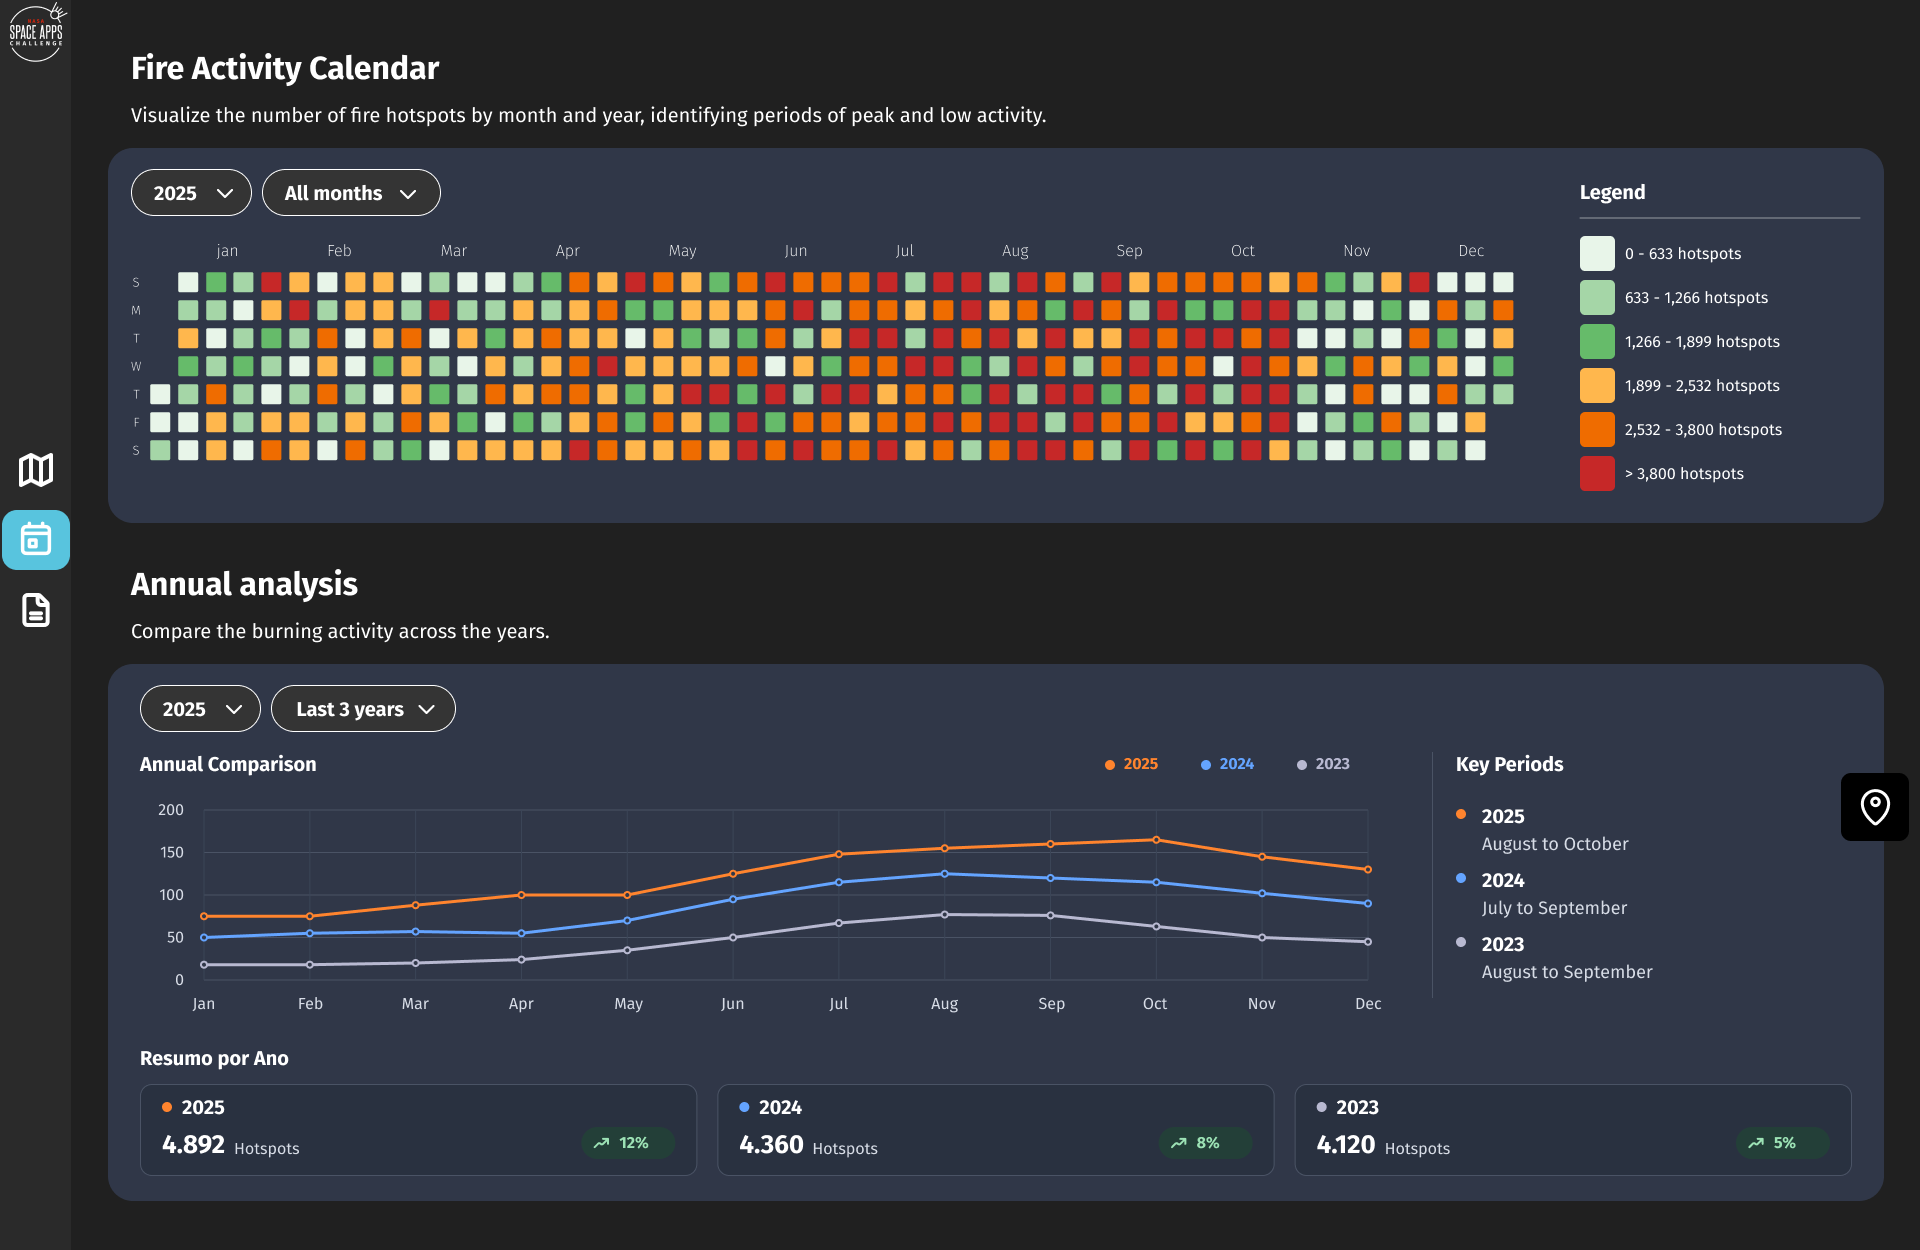 NASA
SPACE APPS
CHALLENGE
Fire Activity Calendar
Visualize the number of fire hotspots by month and year, identifying periods of peak and low activity.
2025
All months
Legend
jan Feb Mar Apr May Jun Jul Aug Sep Oct Nov Dec
S
M
T
W
T
F
S
0 - 633 hotspots
633 - 1,266 hotspots
1,266 - 1,899 hotspots
1,899 - 2,532 hotspots
2,532 - 3,800 hotspots
> 3,800 hotspots
Annual analysis
Compare the burning activity across the years.
2025
Last 3 years
Annual Comparison
2025 2024 2023
200
150
100
50
0
Jan Feb Mar Apr May Jun Jul Aug Sep Oct Nov Dec
Key Periods
2025
August to October
2024
July to September
2023
August to September
Resumo por Ano
2025
4.892 Hotspots 12%
2024
4.360 Hotspots 8%
2023
4.120 Hotspots 5%